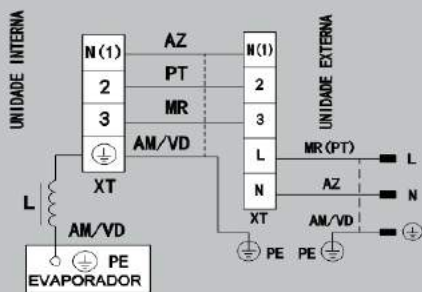 UNIDADE INTERNA
N(1)
2
3
XT
AZ
PT
MR
AM/VD
N(1)
2
3
L
N
XT
UNIDADE EXTERNA
MR(PT)
L
AZ
N
AM/VD
PE
PE
L
AM/VD
PE
EVAPORADOR